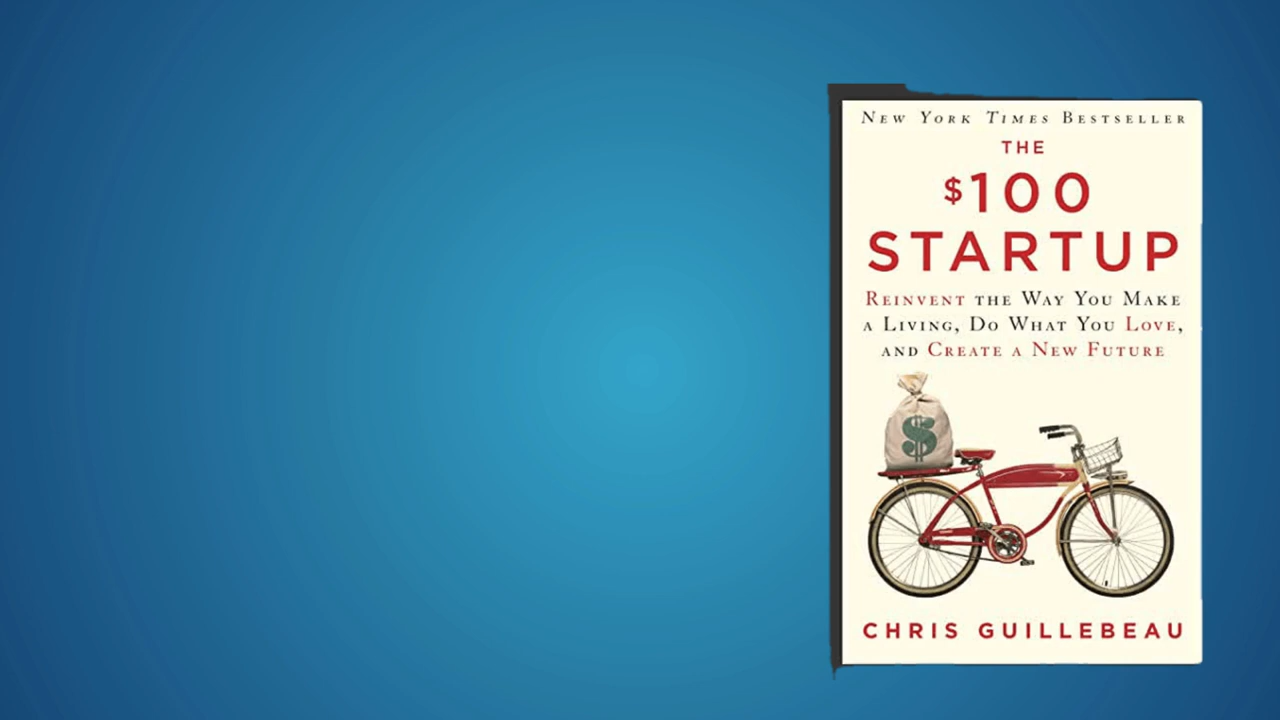 New York Times Bestseller
THE
$100
STARTUP
Reinvent the Way You Make
a Living, Do What You Love,
and Create a New Future
$
CHRIS GUILLEBEAU